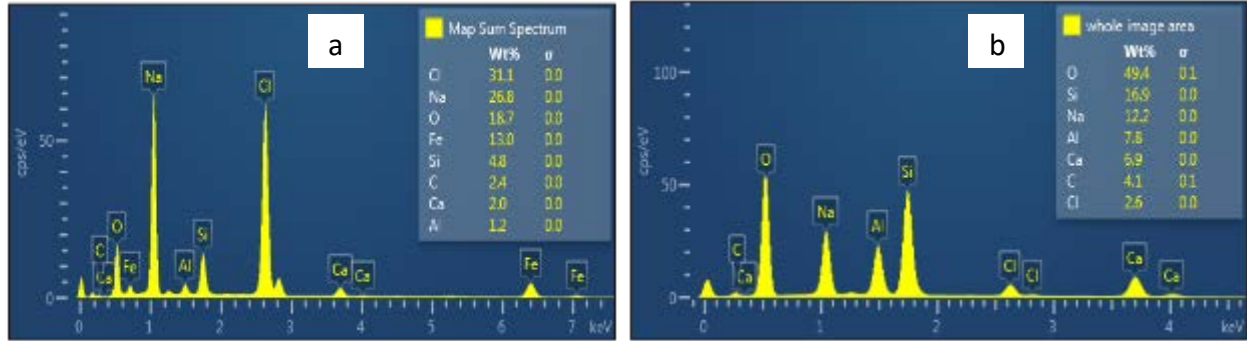 a
Map Sum Spectrum
Wt% σ
Cl 31.1 0.0
Na 26.8 0.0
O 18.7 0.0
Fe 13.0 0.0
Si 4.8 0.0
C 2.4 0.0
Ca 2.0 0.0
Al 1.2 0.0
cps/eV
50
0
C
Ca
O
Fe
Na
Al
Si
Cl
Ca
Ca
Fe
Fe
0 1 2 3 4 5 6 7 keV
b
whole image area
Wt% σ
O 49.4 0.1
Si 16.9 0.0
Na 12.2 0.0
Al 7.8 0.0
Ca 6.9 0.0
C 4.1 0.1
Cl 2.6 0.0
cps/eV
100
50
0
C
Ca
O
Na
Al
Si
Cl
Cl
Ca
Ca
0 1 2 3 4 keV